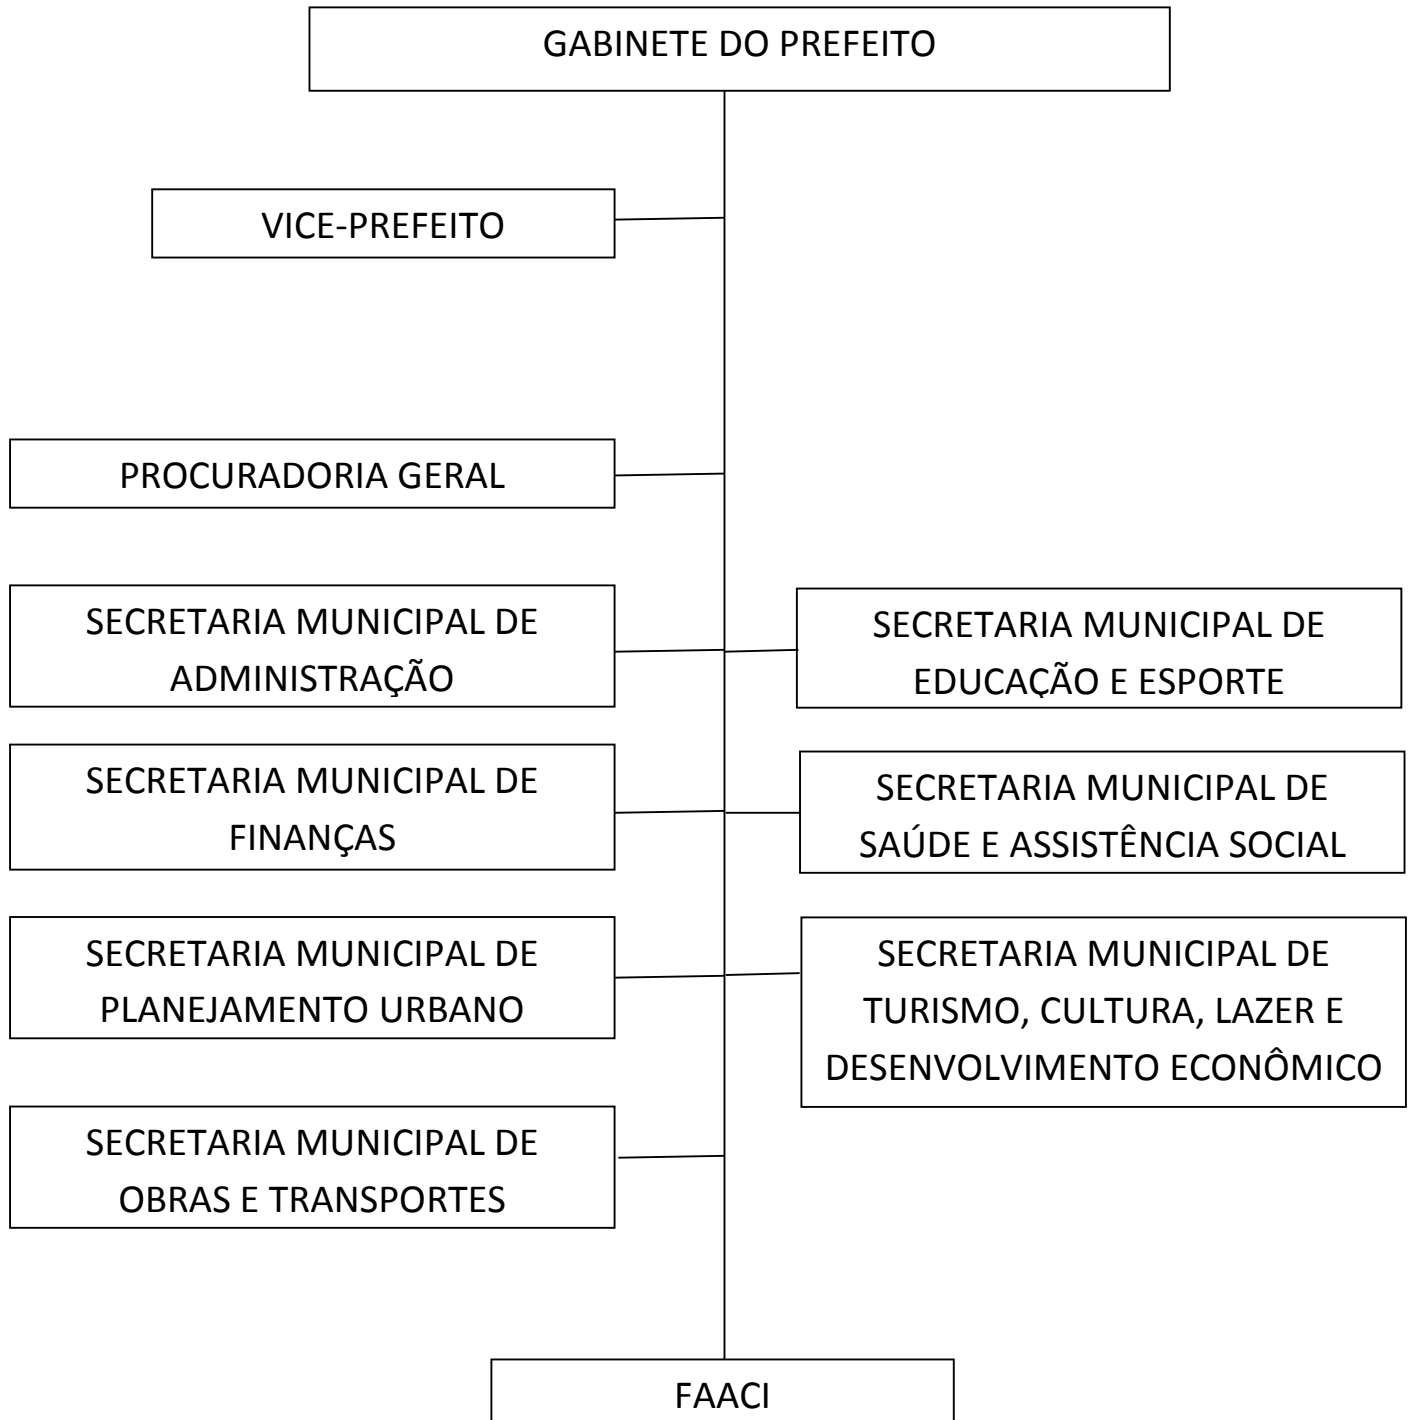 GABINETE DO PREFEITO
VICE-PREFEITO
PROCURADORIA GERAL
SECRETARIA MUNICIPAL DE
ADMINISTRAÇÃO
SECRETARIA MUNICIPAL DE
EDUCAÇÃO E ESPORTE
SECRETARIA MUNICIPAL DE
FINANÇAS
SECRETARIA MUNICIPAL DE
SAÚDE E ASSISTÊNCIA SOCIAL
SECRETARIA MUNICIPAL DE
PLANEJAMENTO URBANO
SECRETARIA MUNICIPAL DE
TURISMO, CULTURA, LAZER E
DESENVOLVIMENTO ECONÔMICO
SECRETARIA MUNICIPAL DE
OBRAS E TRANSPORTES
FAACI